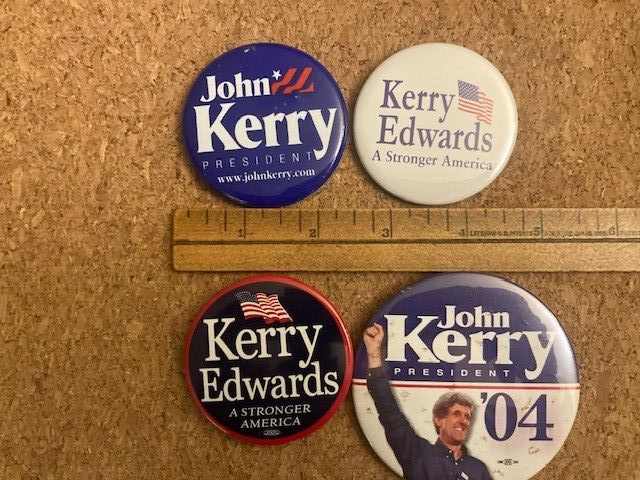 John
Kerry
PRESIDENT
www.johnkerry.com
Kerry
Edwards
A Stronger America
1 2 3 4 5 6
Kerry
Edwards
A STRONGER
AMERICA
John
Kerry
PRESIDENT
'04